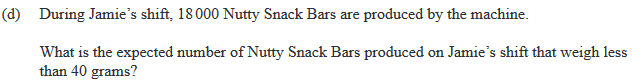 (d) During Jamie's shift, 18 000 Nutty Snack Bars are produced by the machine.
What is the expected number of Nutty Snack Bars produced on Jamie's shift that weigh less
than 40 grams?